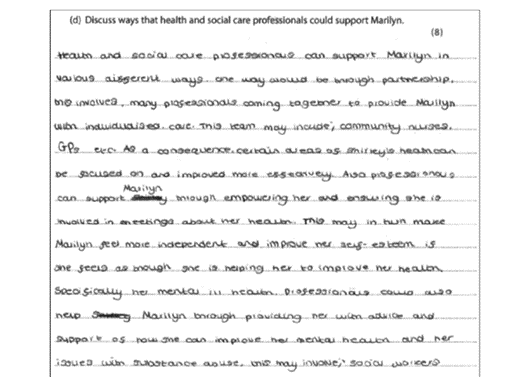 (d) Discuss ways that health and social care professionals could support Marilyn.
(8)
Health and social care professionals can support Marilyn in
various different ways. one way would be through partnership.
this involves, many professionals coming together to provide Marilyn
with individualised care. This team may include; community nurses,
GPs etc. As a consequence, certain areas of Shirley's health can
be focused on and improved more effectively. Also professionals
Marilyn
can support through empowering her and ensuring she is
involved in meetings about her health. This may in turn make
Marilyn feel more independent and improve her self-esteem if
she feels as though she is helping her to improve her health.
Specifically her mental ill health. Professionals could also
help Marilyn through providing her with advice and
support of how she can improve her mental health and her
issues with substance abuse. this may involve; social workers